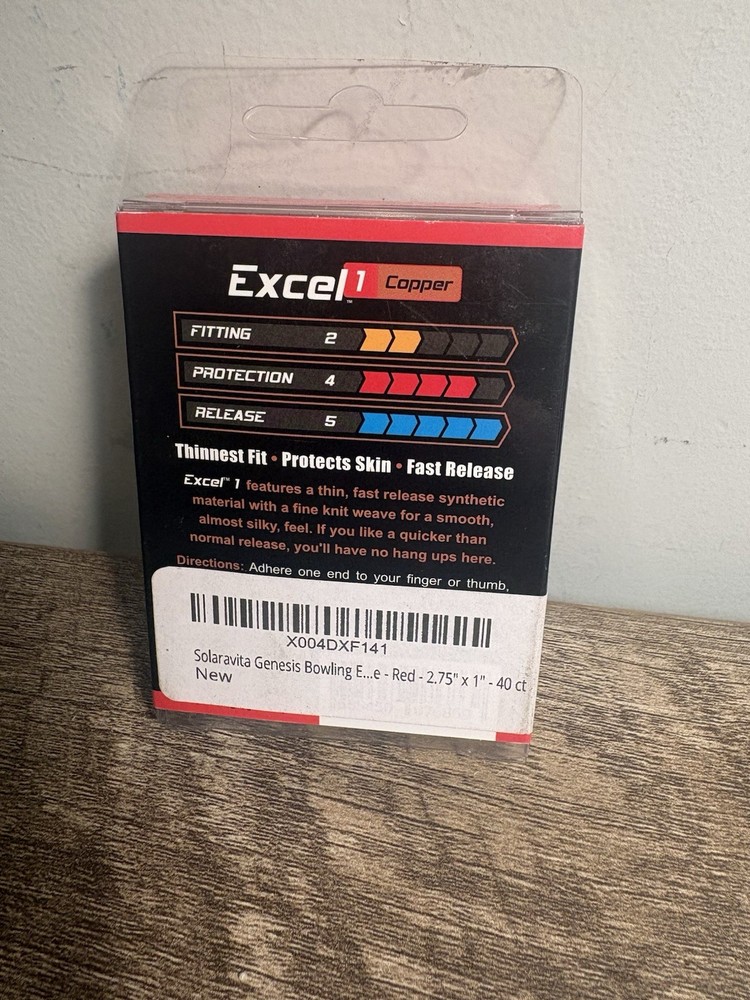 Excel™ 1 Copper
FITTING 2
PROTECTION 4
RELEASE 5
Thinnest Fit • Protects Skin • Fast Release
Excel™ 1 features a thin, fast release synthetic
material with a fine knit weave for a smooth,
almost silky, feel. If you like a quicker than
normal release, you'll have no hang ups here.
Directions: Adhere one end to your finger or thumb,
X004DXF141
Solaravita Genesis Bowling E...e - Red - 2.75" x 1" - 40 ct
New